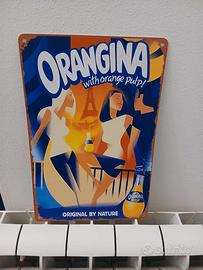 ORANGINA
with orange pulp!
ORIGINAL BY NATURE